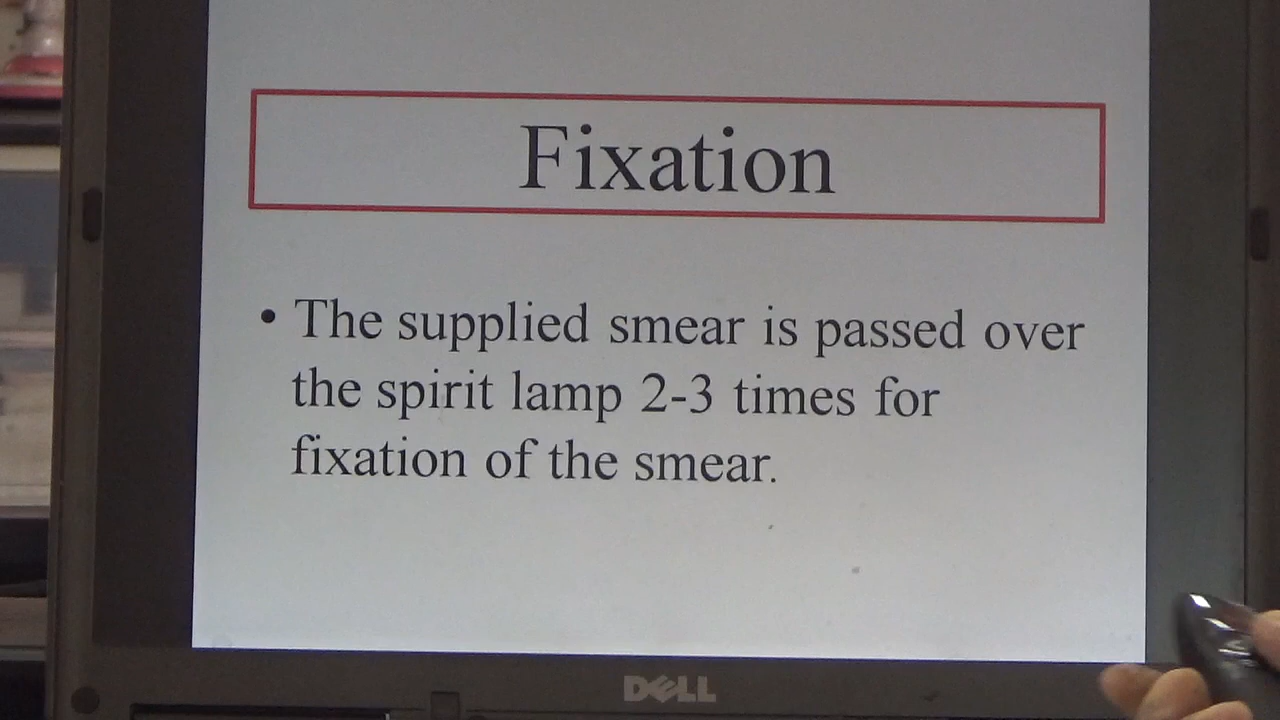 Fixation
• The supplied smear is passed over
the spirit lamp 2-3 times for
fixation of the smear.
DELL